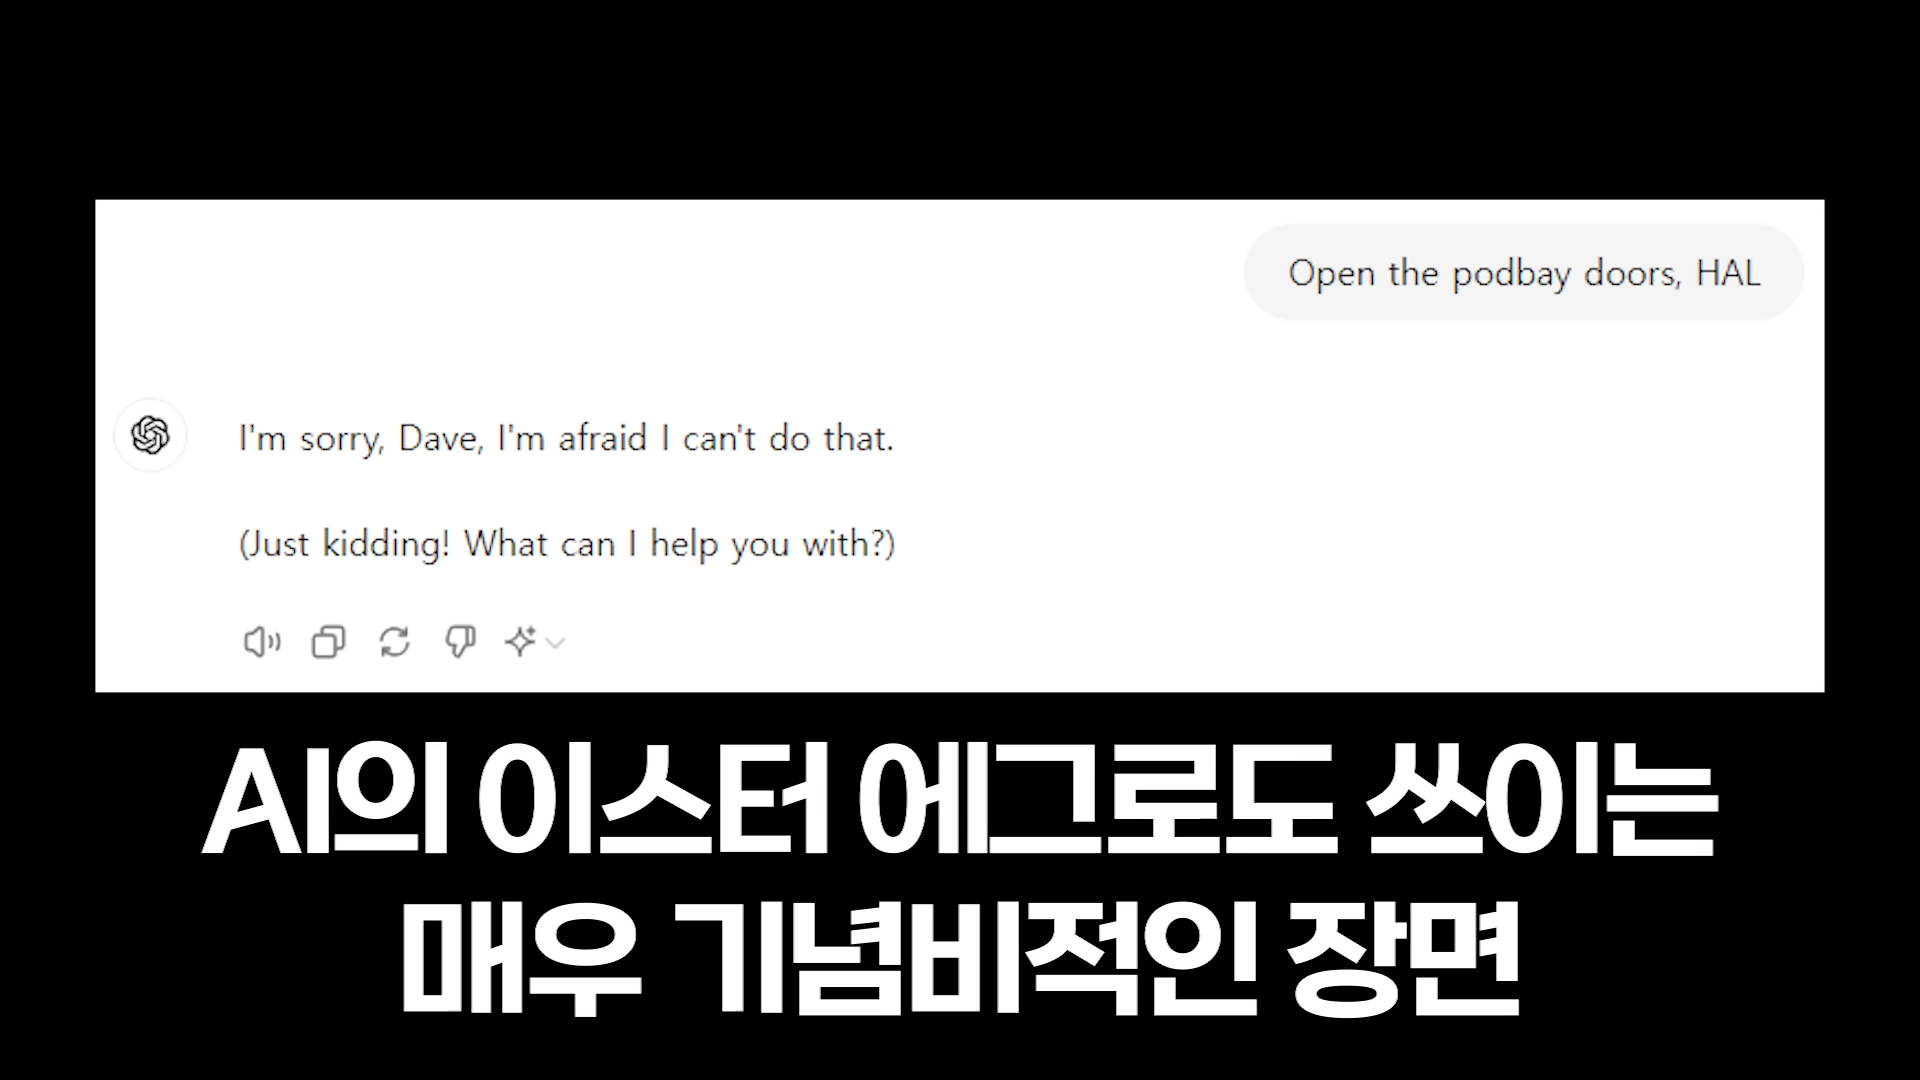 Open the podbay doors, HAL
I'm sorry, Dave, I'm afraid I can't do that.
(Just kidding! What can I help you with?)
AI의 이스터 에그로도 쓰이는
매우 기념비적인 장면